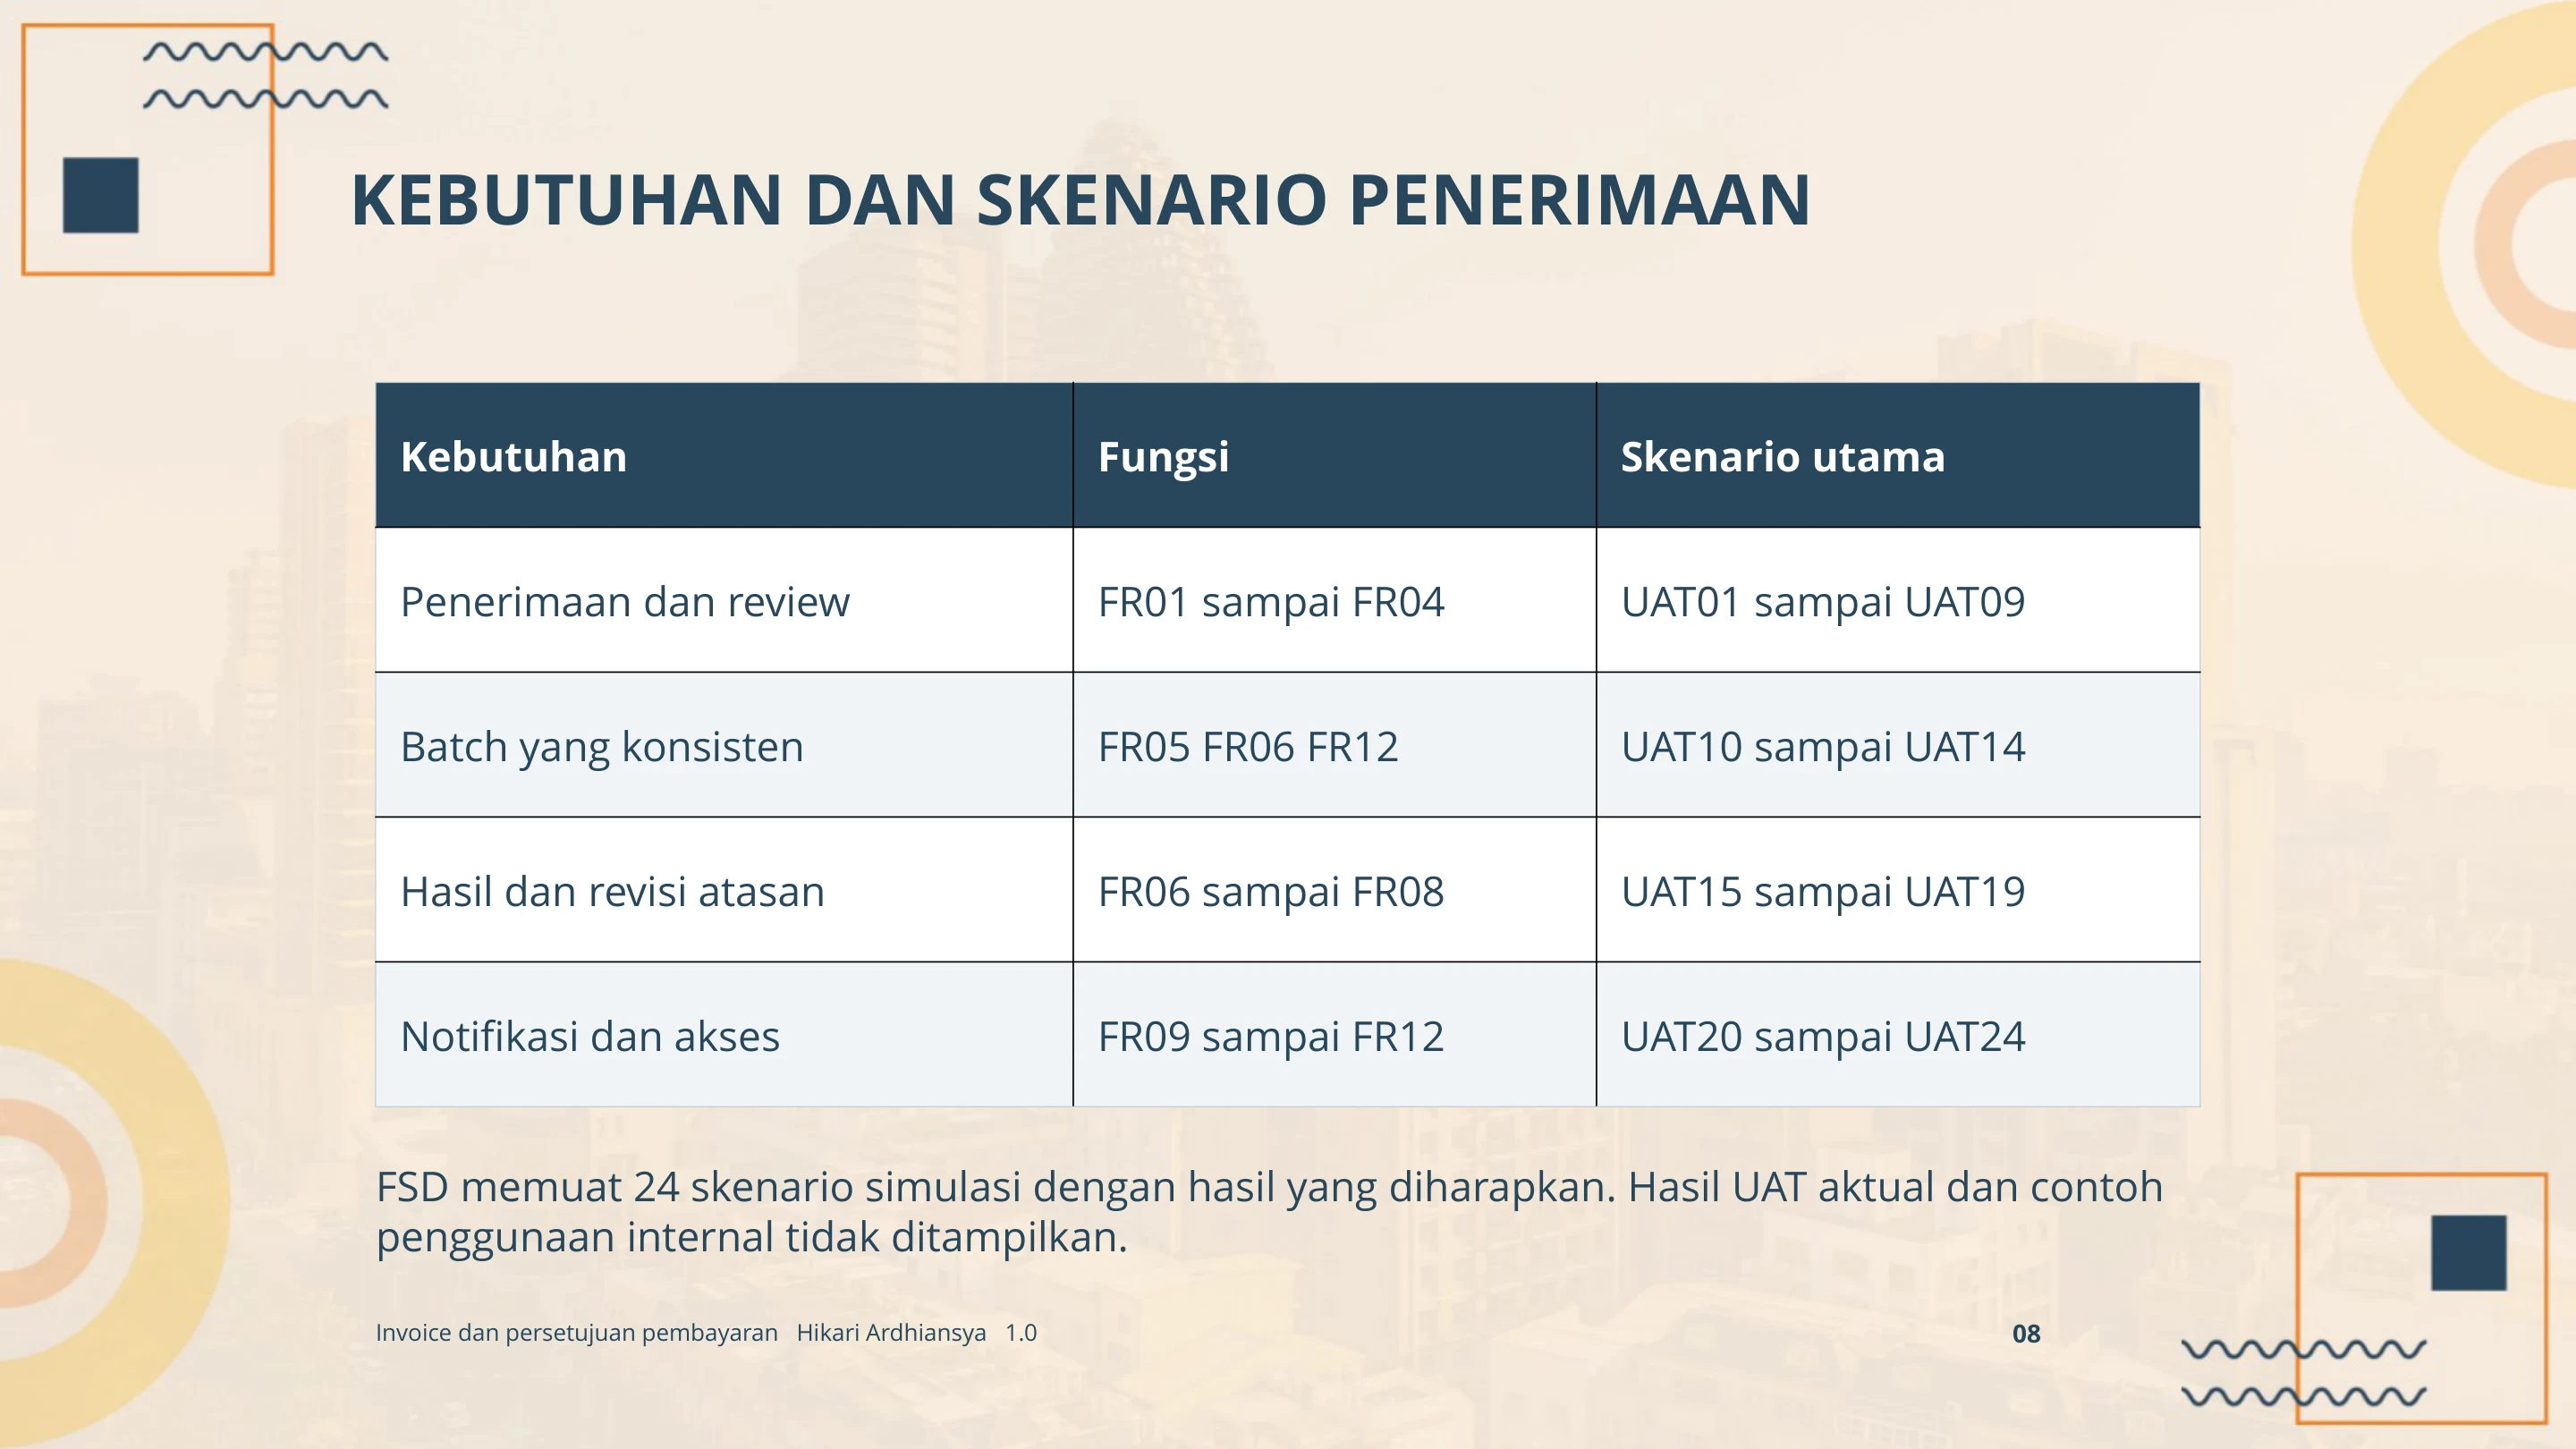 KEBUTUHAN DAN SKENARIO PENERIMAAN
Kebutuhan Fungsi Skenario utama
Penerimaan dan review FR01 sampai FR04 UAT01 sampai UAT09
Batch yang konsisten FR05 FR06 FR12 UAT10 sampai UAT14
Hasil dan revisi atasan FR06 sampai FR08 UAT15 sampai UAT19
Notifikasi dan akses FR09 sampai FR12 UAT20 sampai UAT24
FSD memuat 24 skenario simulasi dengan hasil yang diharapkan. Hasil UAT aktual dan contoh
penggunaan internal tidak ditampilkan.
Invoice dan persetujuan pembayaran Hikari Ardhiansya 1.0 08